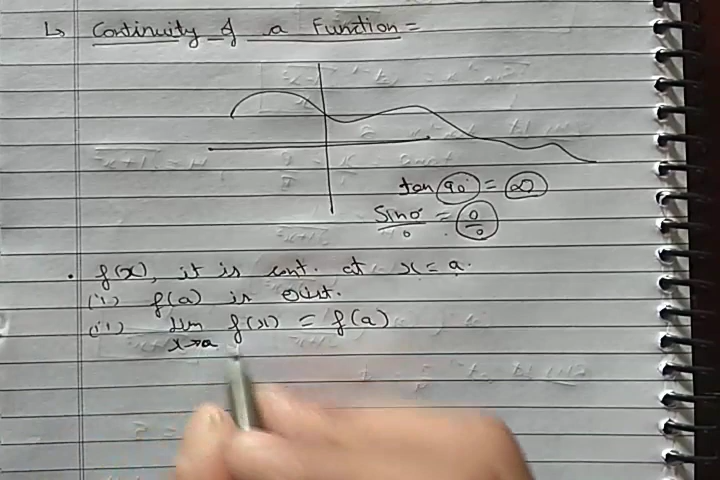 ↳ Continuity of a Function =
tan 90° = ∞
sin 0°/0 = 0/0
• f(x), it is cont. at x = a.
(i) f(a) is exist.
(ii) lim x→a f(x) = f(a)